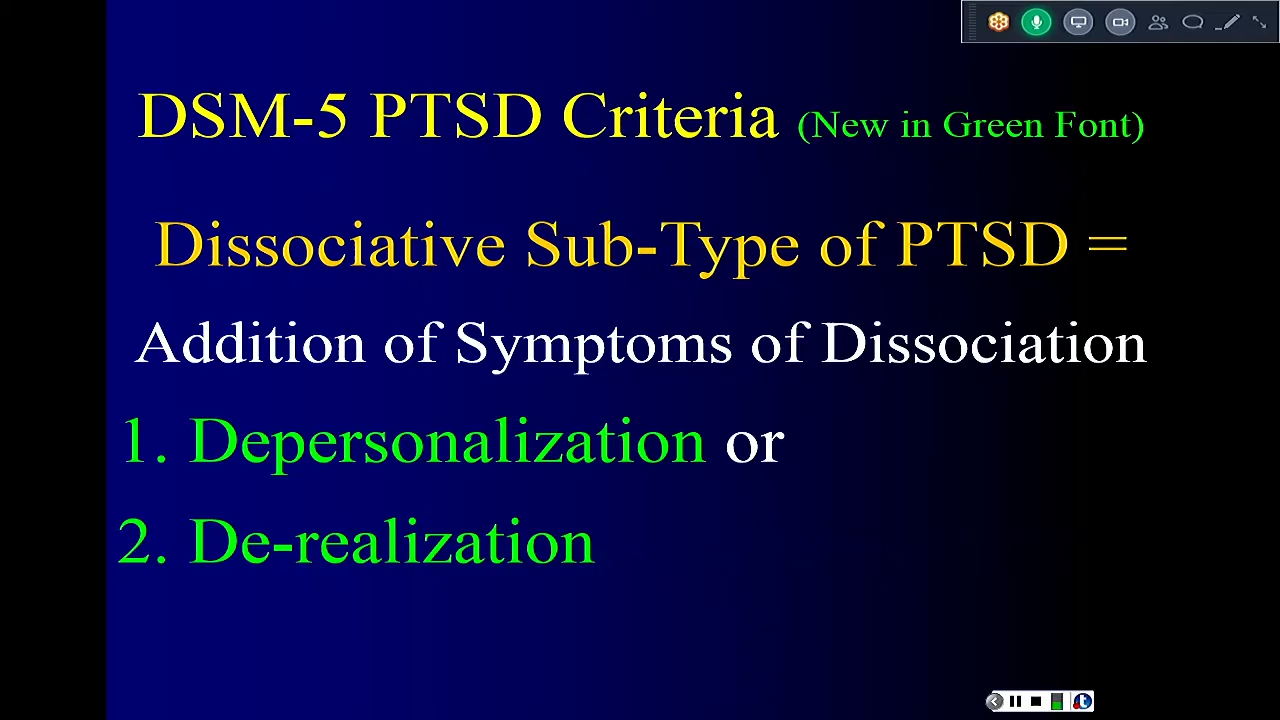 DSM-5 PTSD Criteria (New in Green Font)
Dissociative Sub-Type of PTSD =
Addition of Symptoms of Dissociation
1. Depersonalization or
2. De-realization